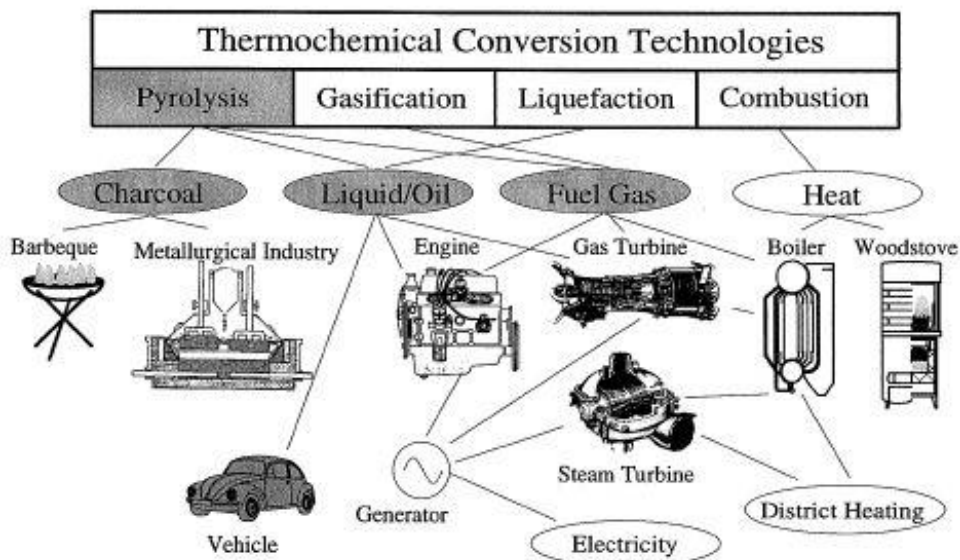 Thermochemical Conversion Technologies
Pyrolysis
Gasification
Liquefaction
Combustion
Charcoal
Liquid/Oil
Fuel Gas
Heat
Barbeque
Metallurgical Industry
Engine
Gas Turbine
Boiler
Woodstove
Steam Turbine
Generator
District Heating
Vehicle
Electricity